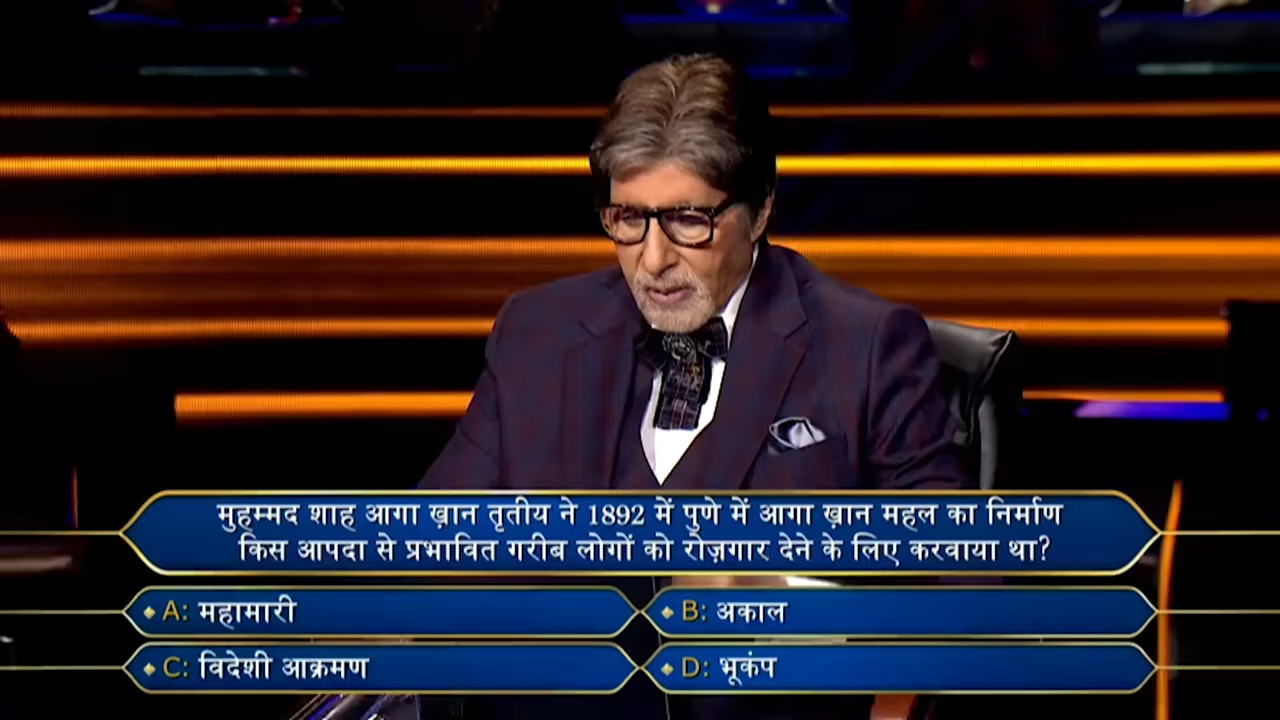 मुहम्मद शाह आगा ख़ान तृतीय ने 1892 में पुणे में आगा ख़ान महल का निर्माण
किस आपदा से प्रभावित गरीब लोगों को रोज़गार देने के लिए करवाया था?
A: महामारी
B: अकाल
C: विदेशी आक्रमण
D: भूकंप